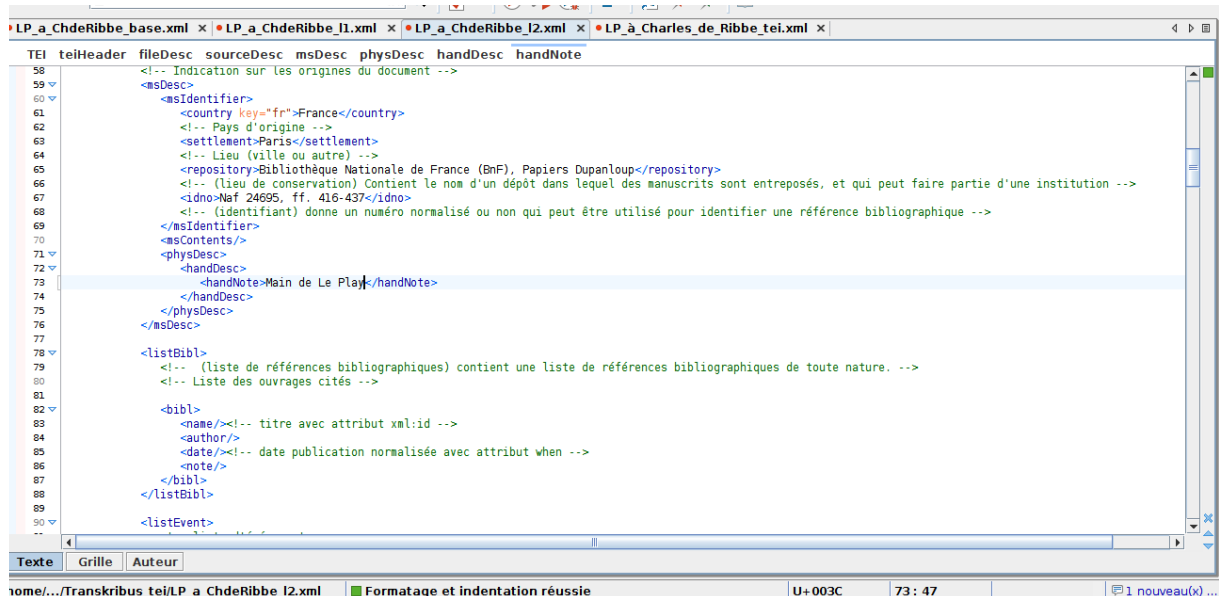 LP_a_ChdeRibbe_base.xml × LP_a_ChdeRibbe_l1.xml × LP_a_ChdeRibbe_l2.xml × LP_à_Charles_de_Ribbe_tei.xml ×
TEI teiHeader fileDesc sourceDesc msDesc physDesc handDesc handNote
58 <!-- Indication sur les origines du document -->
59 <msDesc>
60 <msIdentifier>
61 <country key="fr">France</country>
62 <!-- Pays d'origine -->
63 <settlement>Paris</settlement>
64 <!-- Lieu (ville ou autre) -->
65 <repository>Bibliothèque Nationale de France (BnF), Papiers Dupanloup</repository>
66 <!-- (lieu de conservation) Contient le nom d'un dépôt dans lequel des manuscrits sont entreposés, et qui peut faire partie d'une institution -->
67 <idno>Naf 24695, ff. 416-437</idno>
68 <!-- (identifiant) donne un numéro normalisé ou non qui peut être utilisé pour identifier une référence bibliographique -->
69 </msIdentifier>
70 <msContents/>
71 <physDesc>
72 <handDesc>
73 <handNote>Main de Le Play</handNote>
74 </handDesc>
75 </physDesc>
76 </msDesc>
77
78 <listBibl>
79 <!-- (liste de références bibliographiques) contient une liste de références bibliographiques de toute nature. -->
80 <!-- Liste des ouvrages cités -->
81
82 <bibl>
83 <name/><!-- titre avec attribut xml:id -->
84 <author/>
85 <date/><!-- date publication normalisée avec attribut when -->
86 <note/>
87 </bibl>
88 </listBibl>
89
90 <listEvent>
Texte Grille Auteur
home/.../Transkribus_tei/LP_a_ChdeRibbe_l2.xml Formatage et indentation réussie U+003C 73 : 47 1 nouveau(x) ...